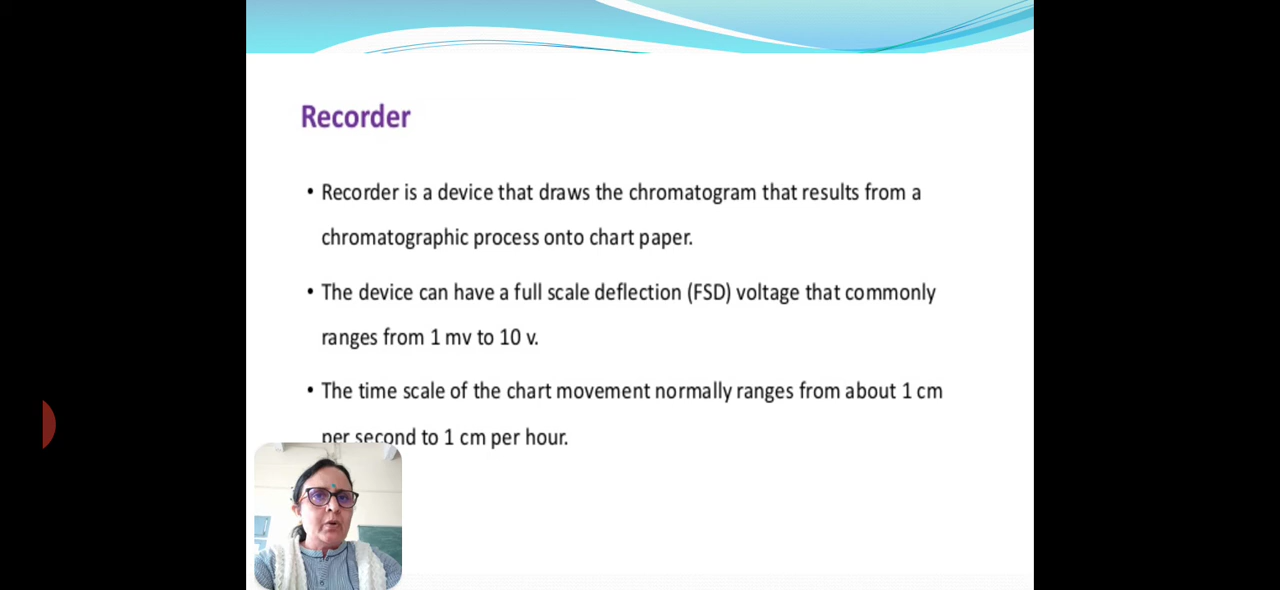 Recorder
• Recorder is a device that draws the chromatogram that results from a
chromatographic process onto chart paper.
• The device can have a full scale deflection (FSD) voltage that commonly
ranges from 1 mv to 10 v.
• The time scale of the chart movement normally ranges from about 1 cm
per second to 1 cm per hour.